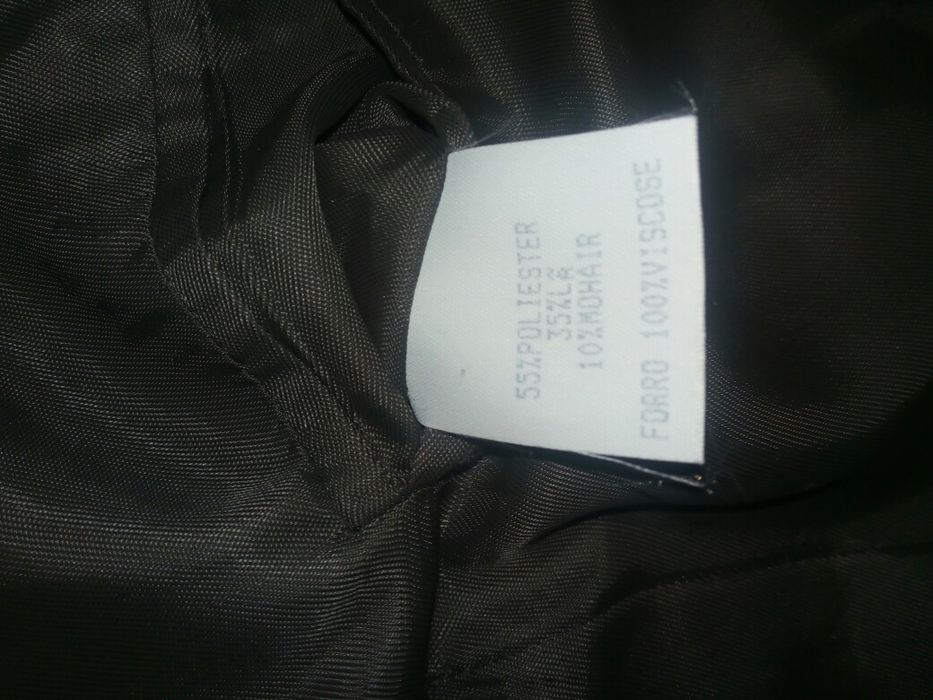 55%POLIESTER
35%LÃ
10%MOHAIR
FORRO 100%VISCOSE